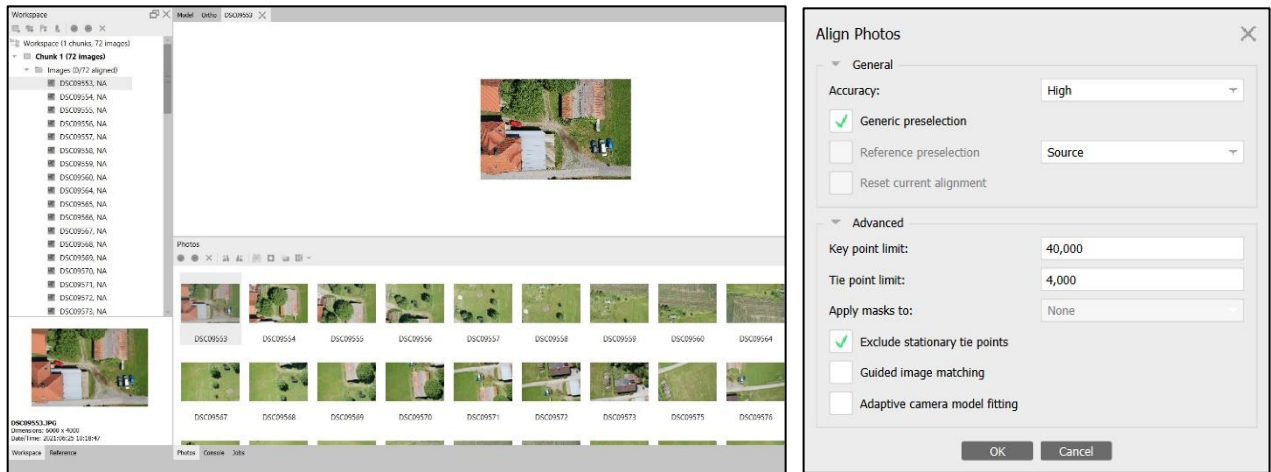 Workspace
Workspace (1 chunks, 72 images)
Chunk 1 (72 images)
Images (0/72 aligned)
DSC09553, NA
DSC09554, NA
DSC09555, NA
DSC09556, NA
DSC09557, NA
DSC09558, NA
DSC09559, NA
DSC09560, NA
DSC09564, NA
DSC09565, NA
DSC09566, NA
DSC09567, NA
DSC09568, NA
DSC09569, NA
DSC09570, NA
DSC09571, NA
DSC09572, NA
DSC09573, NA
DSC09553.JPG
Dimensions: 6000 x 4000
Date/Time: 2021:06:25 10:18:47
Workspace Reference
Model Ortho DSC09553
Photos
DSC09553 DSC09554 DSC09555 DSC09556 DSC09557 DSC09558 DSC09559 DSC09560 DSC09564
DSC09567 DSC09568 DSC09569 DSC09570 DSC09571 DSC09572 DSC09573 DSC09575 DSC09576
Photos Console Jobs
Align Photos
General
Accuracy: High
Generic preselection
Reference preselection Source
Reset current alignment
Advanced
Key point limit: 40,000
Tie point limit: 4,000
Apply masks to: None
Exclude stationary tie points
Guided image matching
Adaptive camera model fitting
OK Cancel